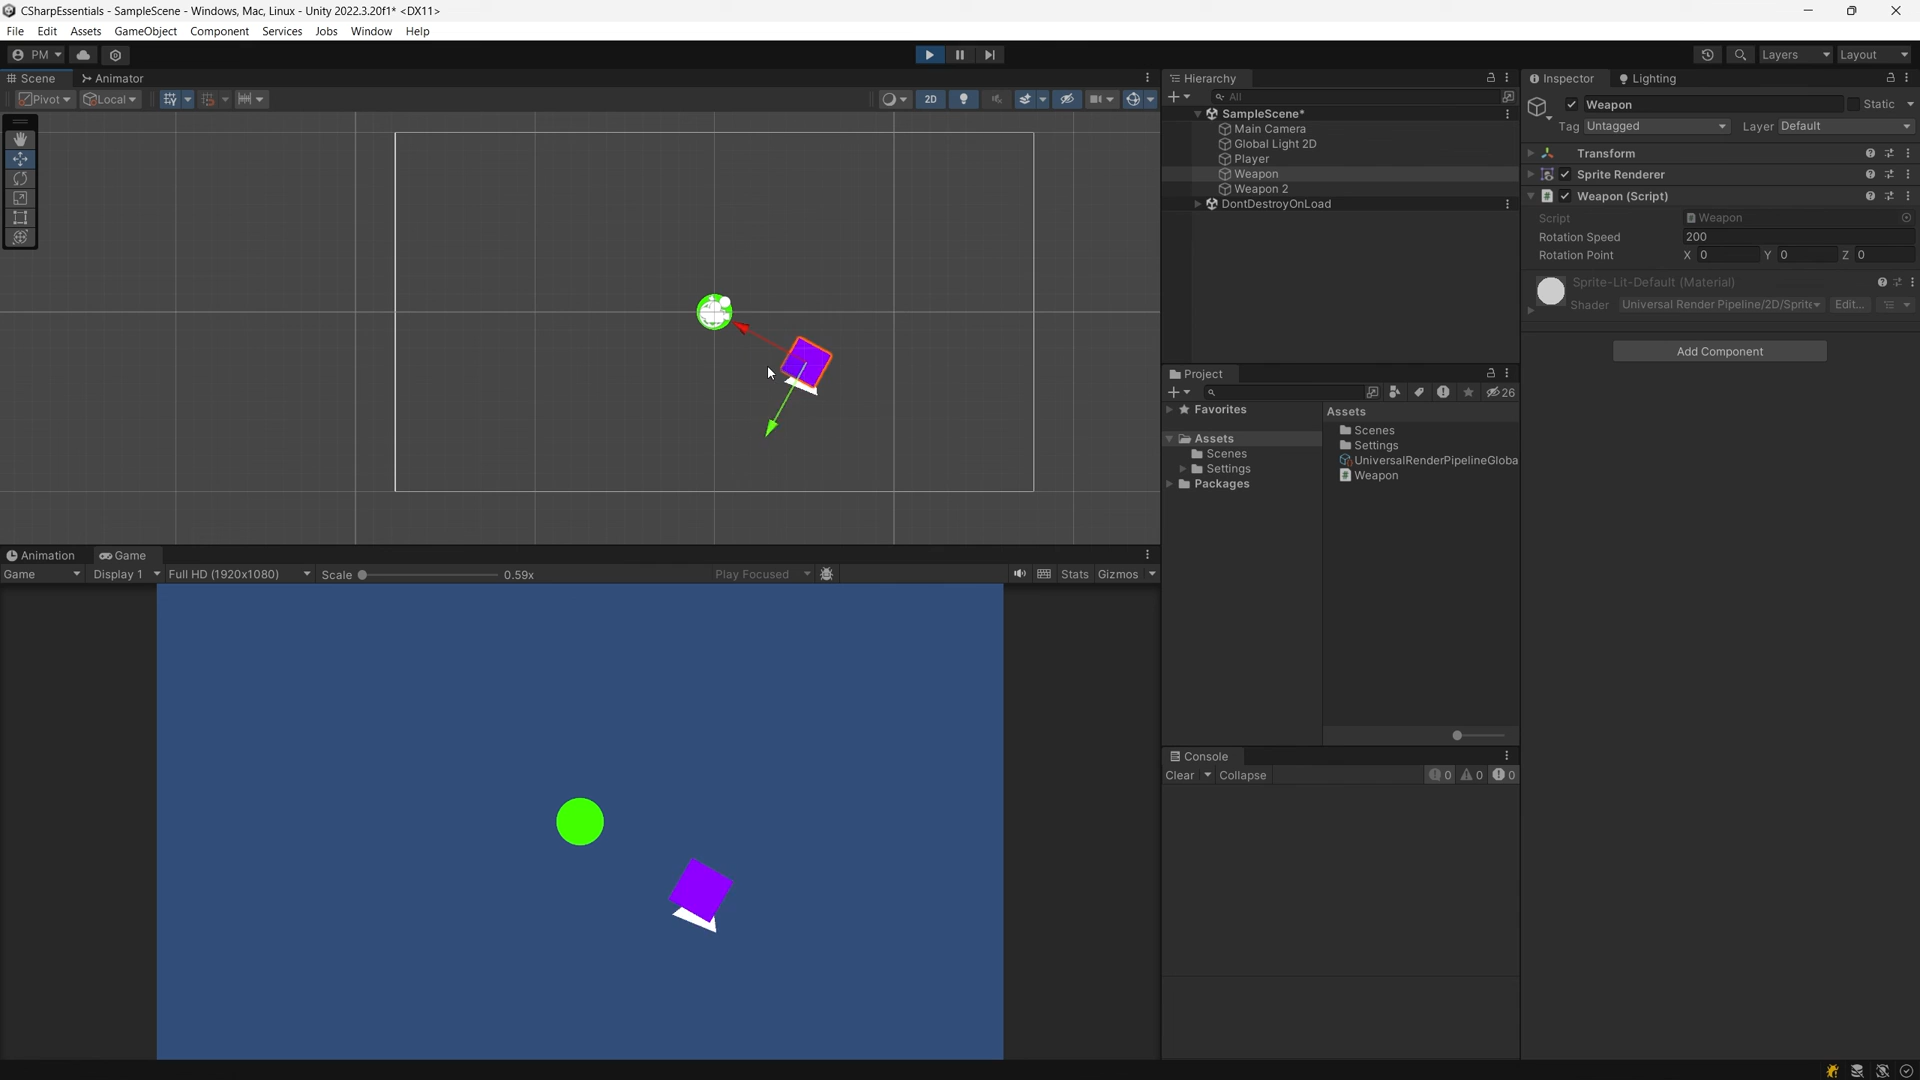 CSharpEssentials - SampleScene - Windows, Mac, Linux - Unity 2022.3.20f1* <DX11>
File Edit Assets GameObject Component Services Jobs Window Help
PM Layers Layout
Scene Animator
Pivot Local 2D
Hierarchy
All
SampleScene*
Main Camera
Global Light 2D
Player
Weapon
Weapon 2
DontDestroyOnLoad
Inspector Lighting
Weapon Static
Tag Untagged Layer Default
Transform
Sprite Renderer
Weapon (Script)
Script Weapon
Rotation Speed 200
Rotation Point X 0 Y 0 Z 0
Sprite-Lit-Default (Material)
Shader Universal Render Pipeline/2D/Sprite Edit...
Add Component
Project
26
Favorites
Assets
Scenes
Settings
Packages
Assets
Scenes
Settings
UniversalRenderPipelineGloba
Weapon
Animation Game
Game Display 1 Full HD (1920x1080) Scale 0.59x Play Focused Stats Gizmos
Console
Clear Collapse 0 0 0